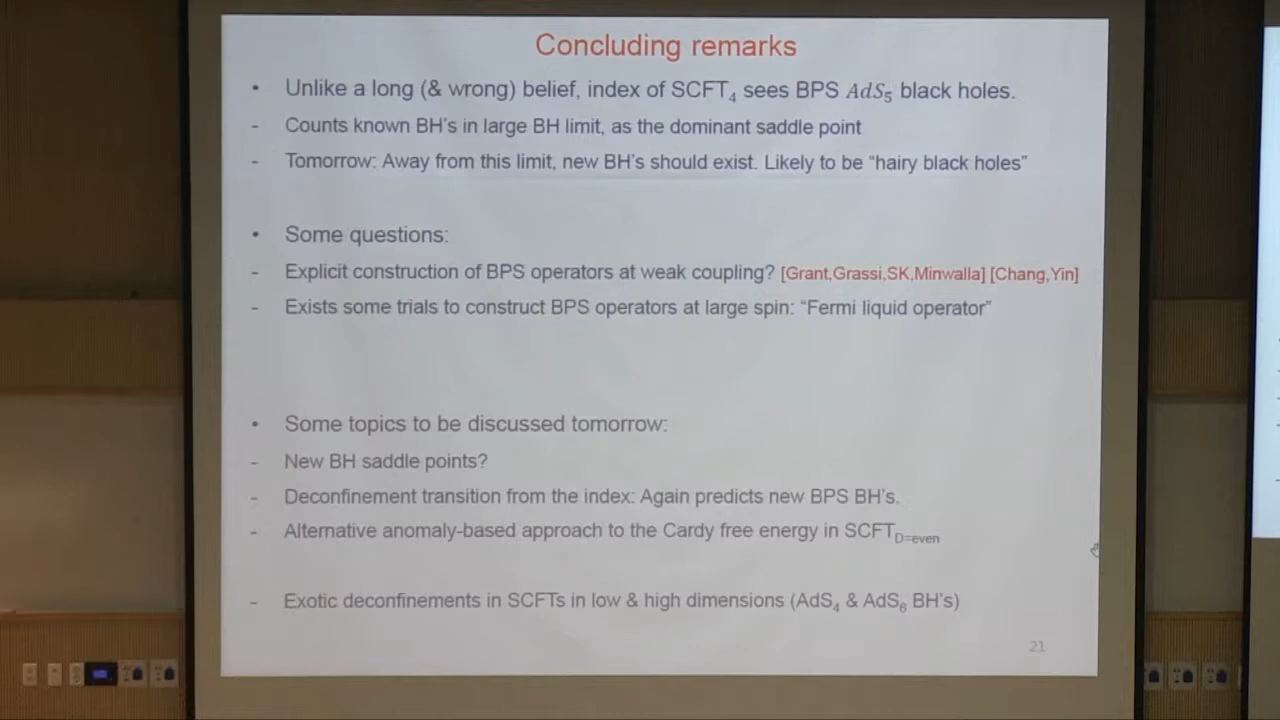 Concluding remarks
• Unlike a long (& wrong) belief, index of SCFT₄ sees BPS AdS₅ black holes.
- Counts known BH's in large BH limit, as the dominant saddle point
- Tomorrow: Away from this limit, new BH's should exist. Likely to be “hairy black holes”
• Some questions:
- Explicit construction of BPS operators at weak coupling? [Grant,Grassi,SK,Minwalla] [Chang,Yin]
- Exists some trials to construct BPS operators at large spin: “Fermi liquid operator”
• Some topics to be discussed tomorrow:
- New BH saddle points?
- Deconfinement transition from the index: Again predicts new BPS BH's.
- Alternative anomaly-based approach to the Cardy free energy in SCFT_D=even
- Exotic deconfinements in SCFTs in low & high dimensions (AdS₄ & AdS₆ BH's)
21